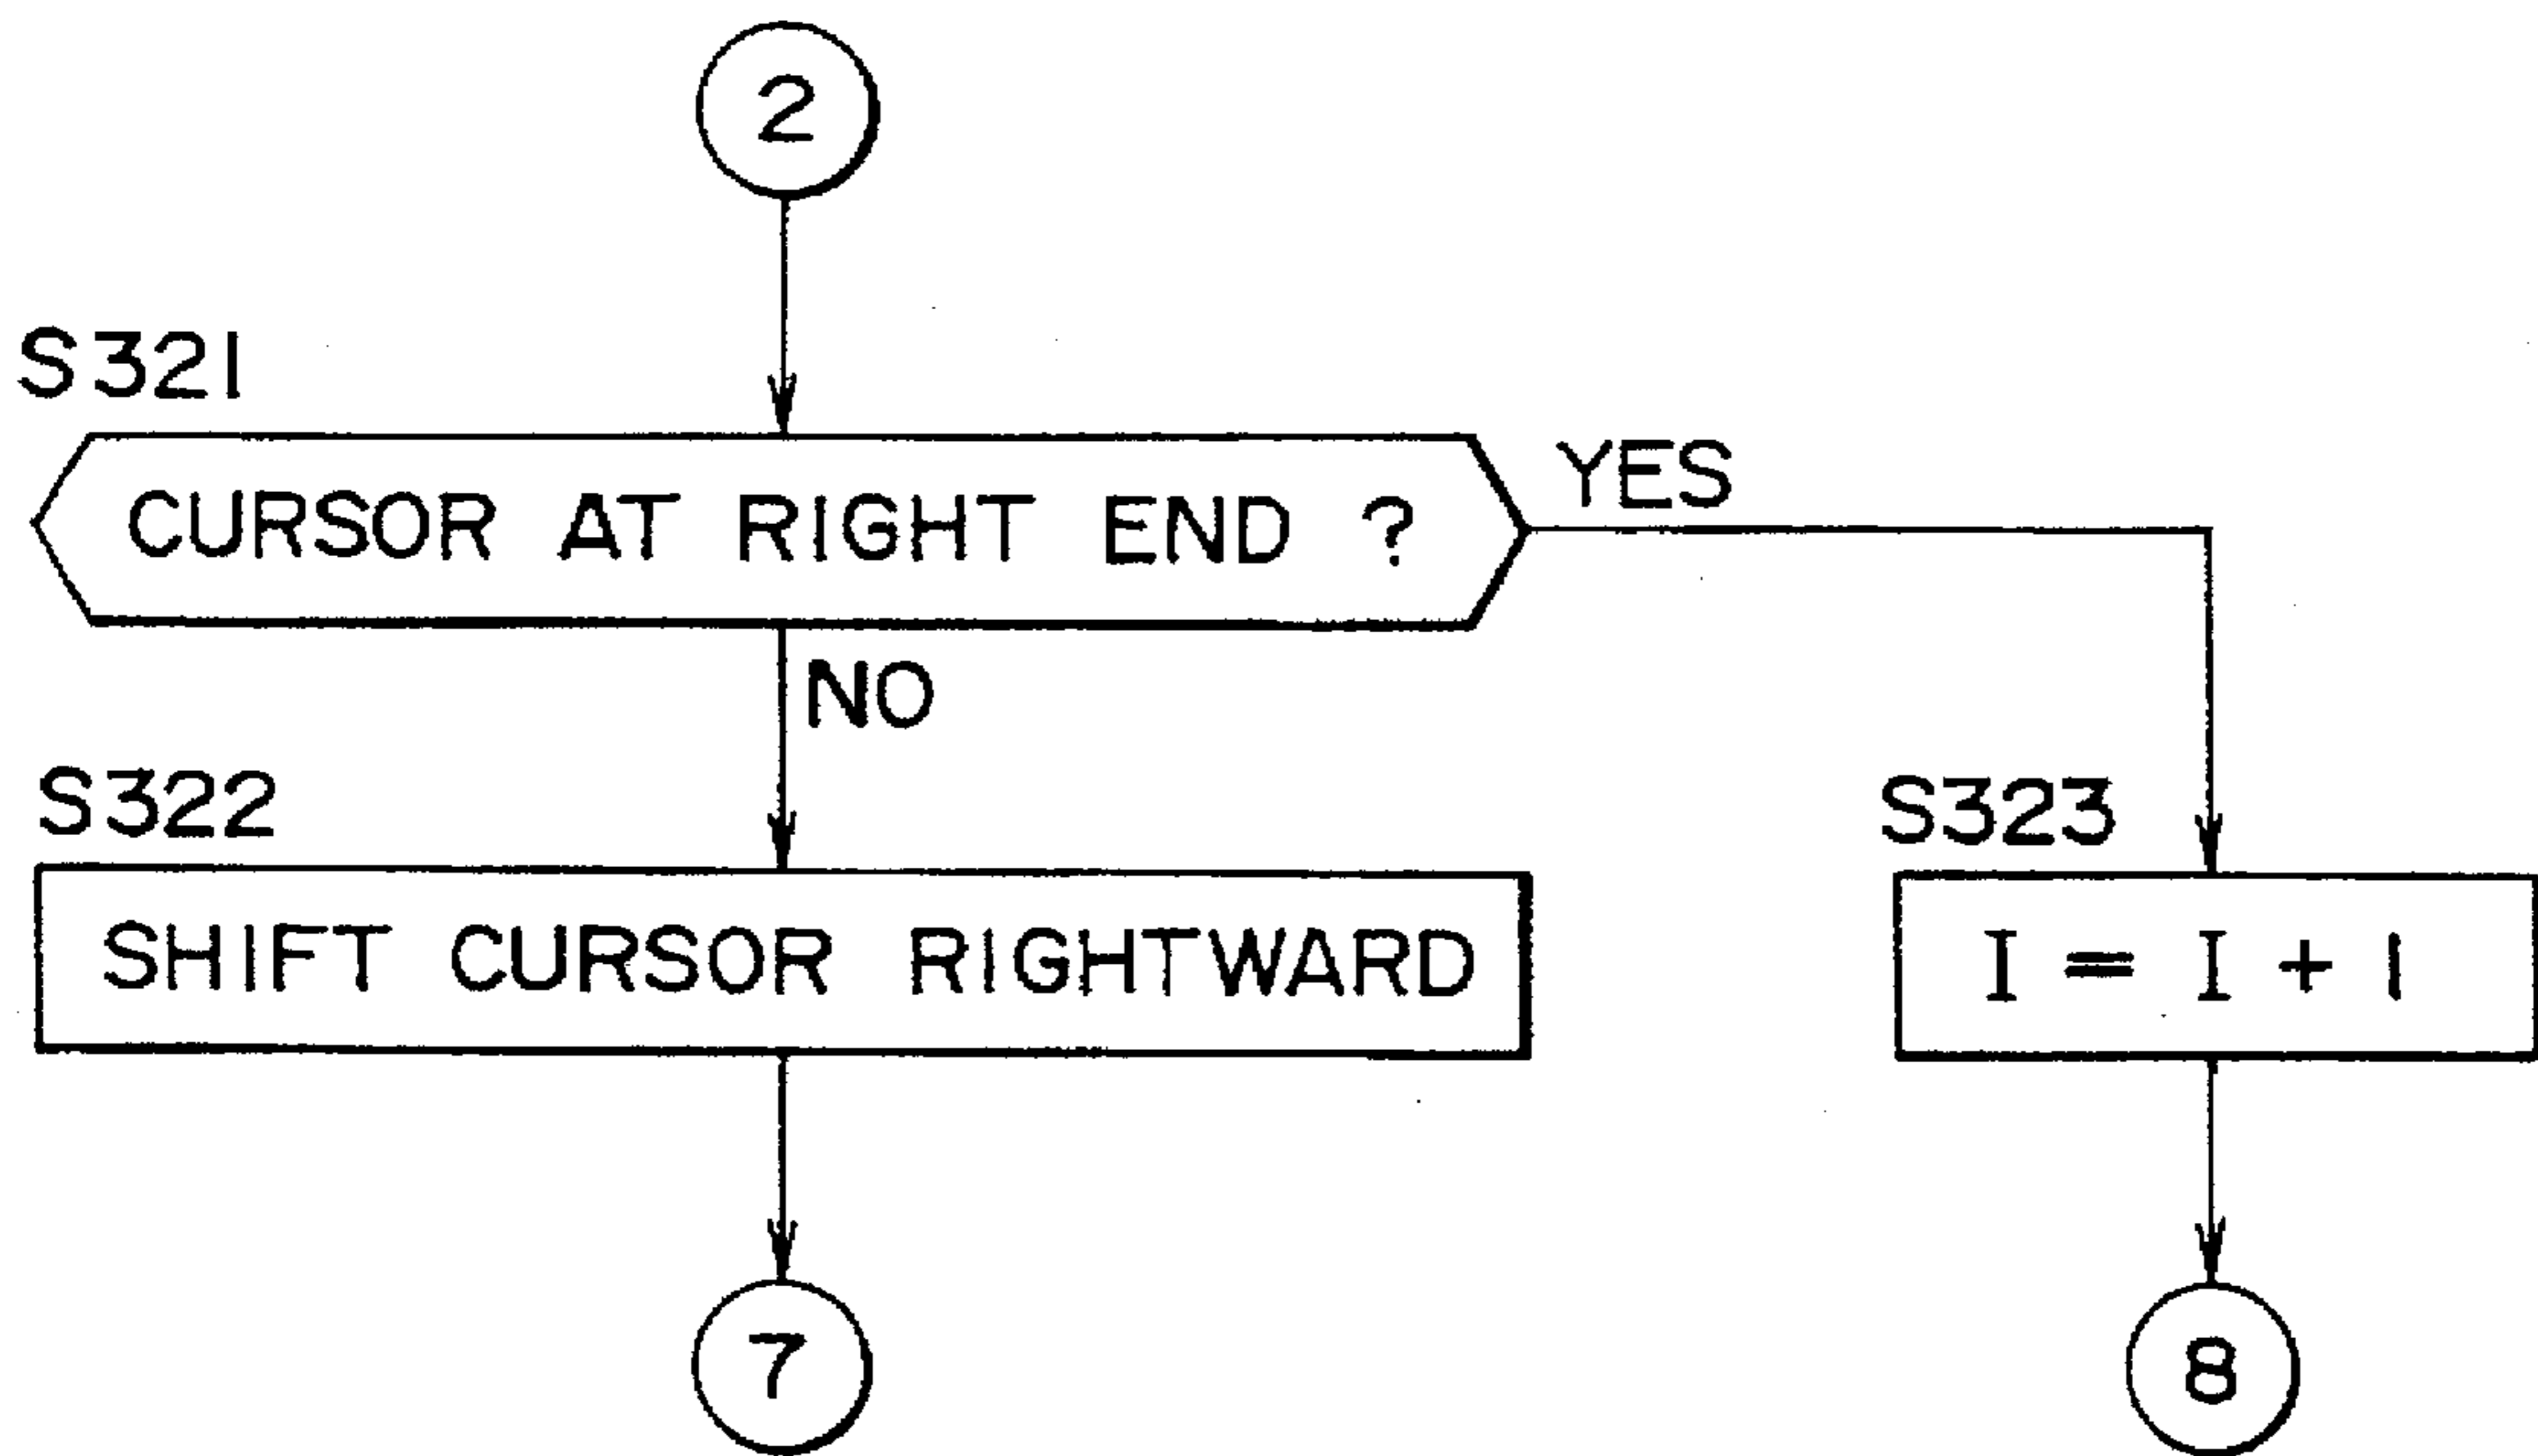 2
S321
CURSOR AT RIGHT END ?
YES
NO
S322
SHIFT CURSOR RIGHTWARD
S323
I = I + 1
7
8